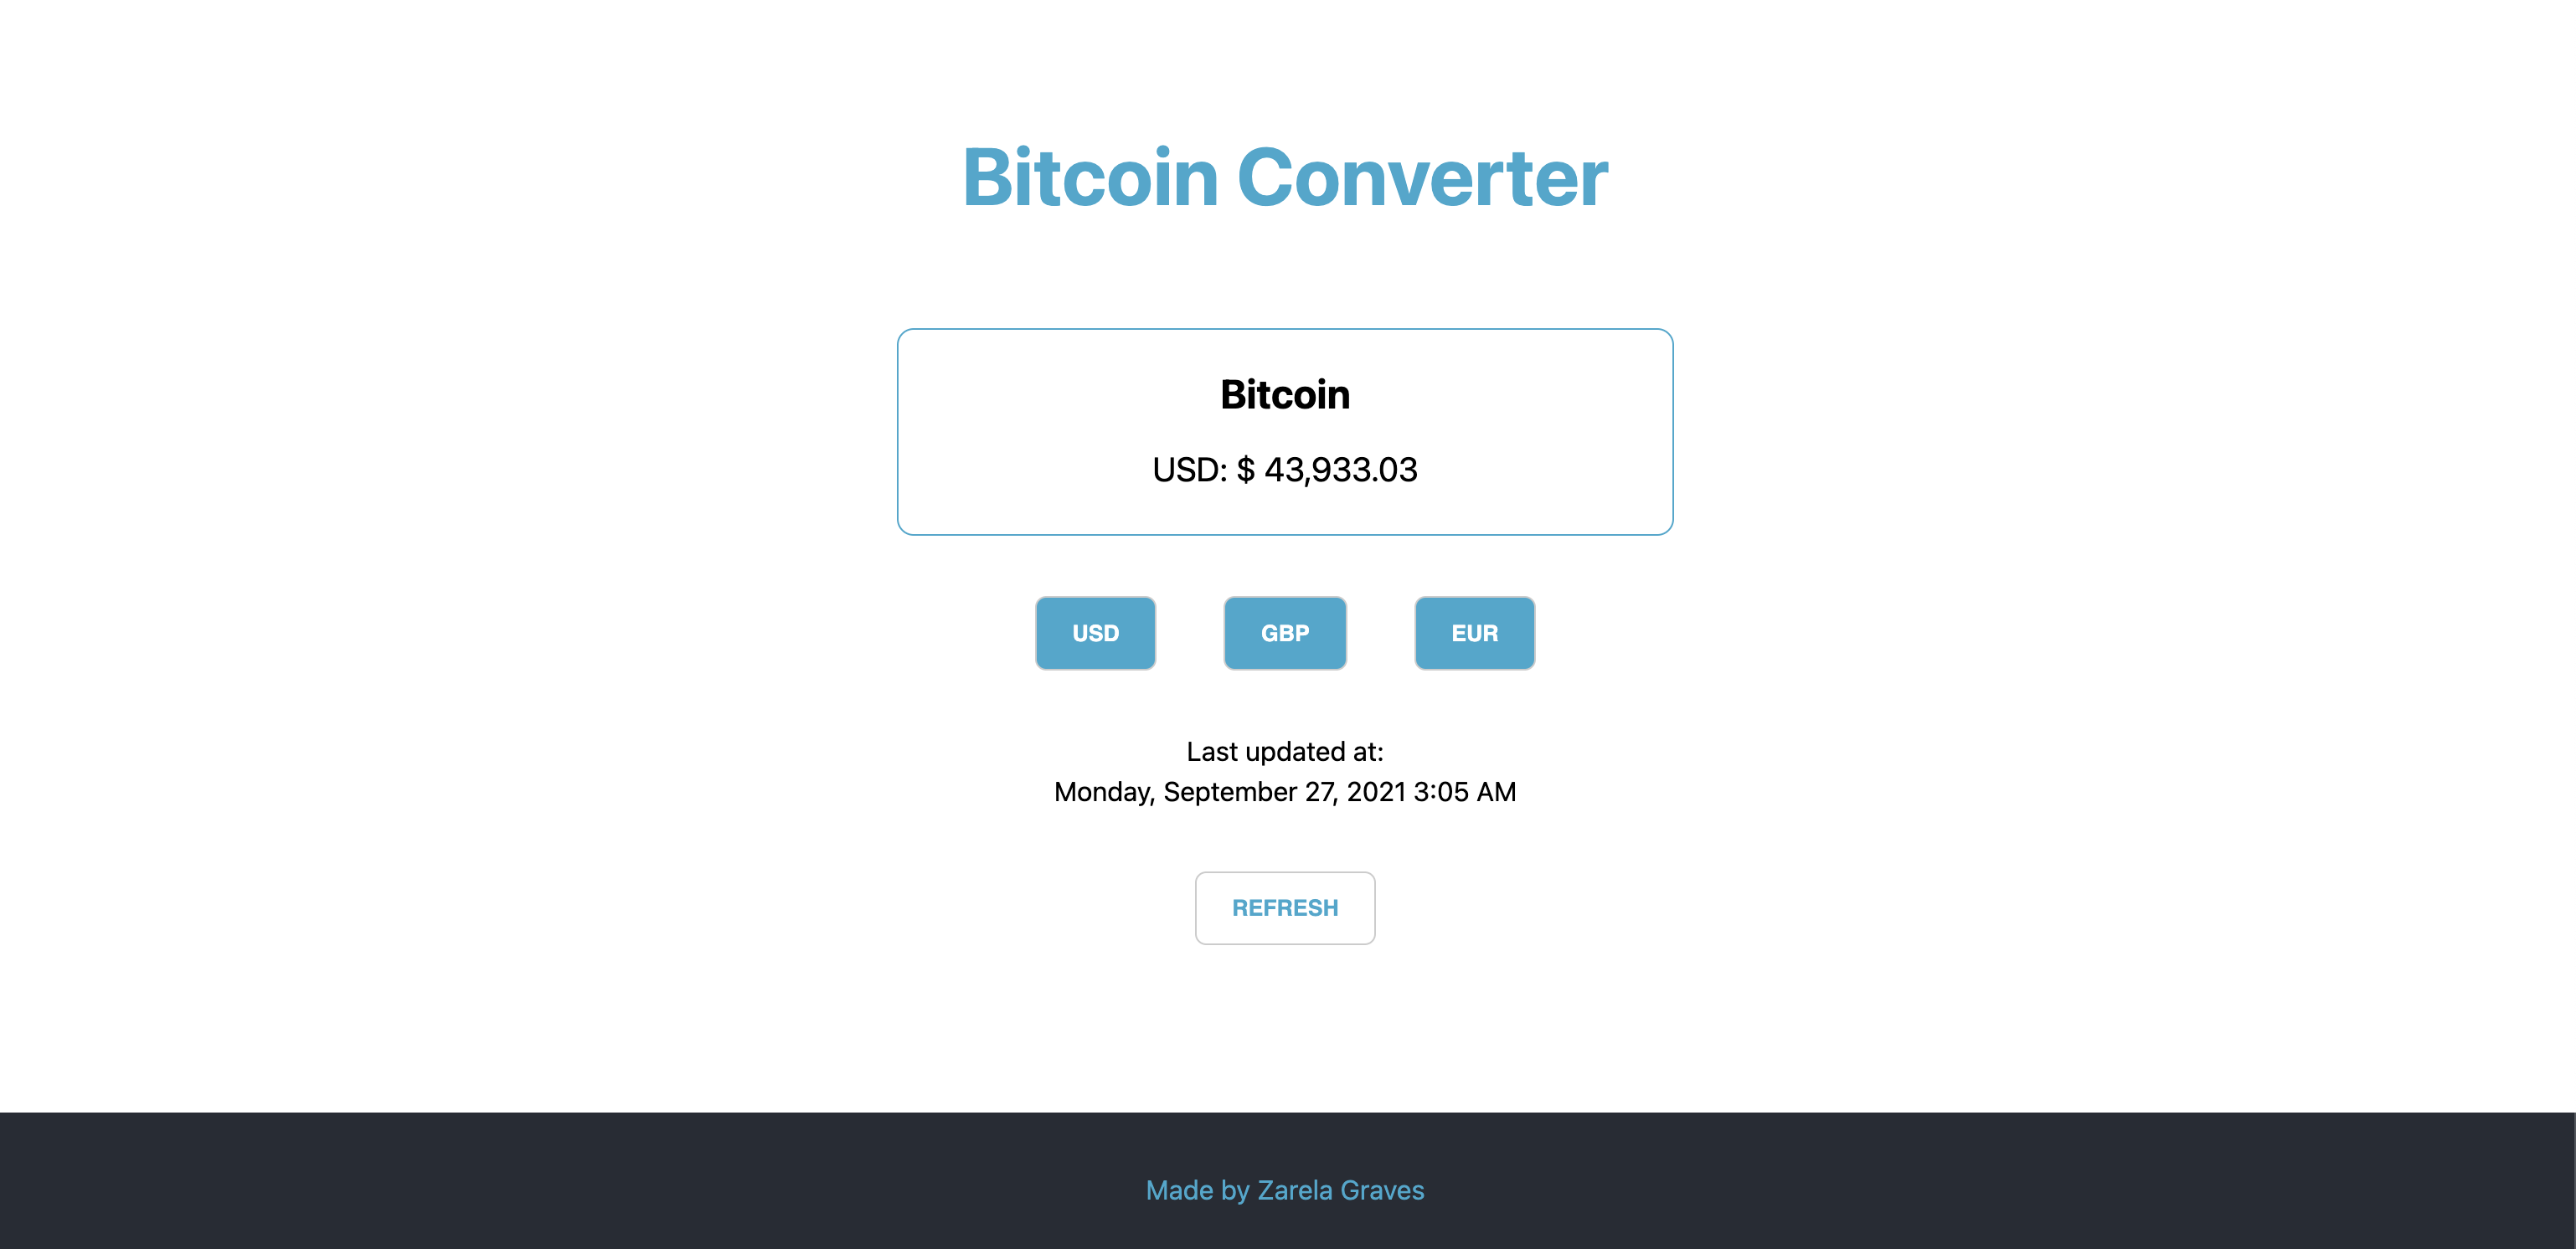 Bitcoin Converter
Bitcoin
USD: $ 43,933.03
USD GBP EUR
Last updated at:
Monday, September 27, 2021 3:05 AM
REFRESH
Made by Zarela Graves